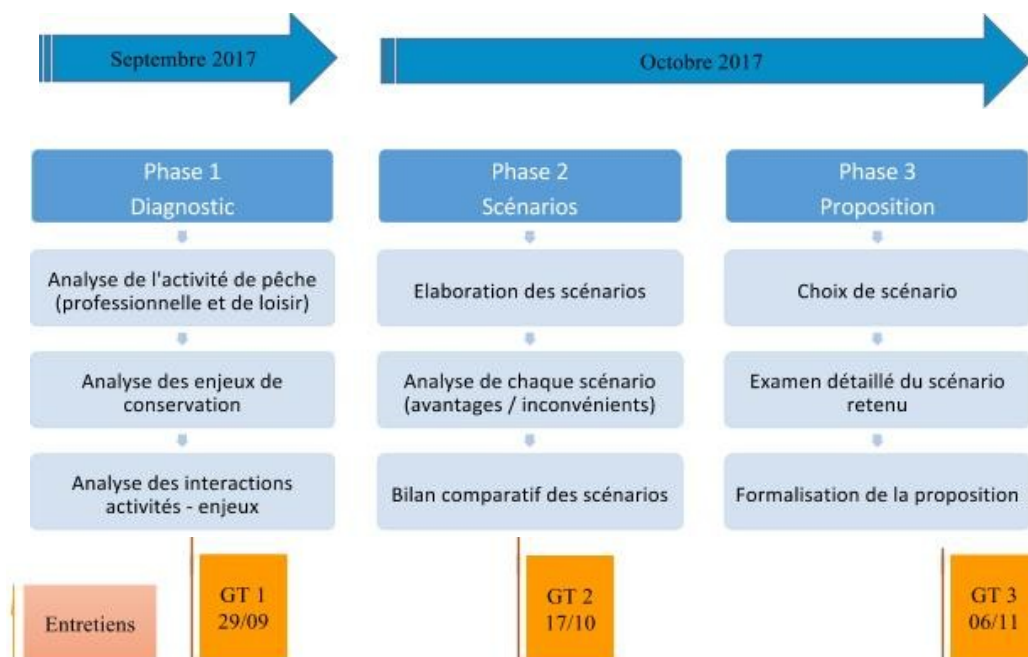 Septembre 2017
Octobre 2017
Phase 1
Diagnostic
Analyse de l'activité de pêche
(professionnelle et de loisir)
Analyse des enjeux de
conservation
Analyse des interactions
activités - enjeux
Phase 2
Scénarios
Elaboration des scénarios
Analyse de chaque scénario
(avantages / inconvénients)
Bilan comparatif des scénarios
Phase 3
Proposition
Choix de scénario
Examen détaillé du scénario
retenu
Formalisation de la proposition
Entretiens
GT 1
29/09
GT 2
17/10
GT 3
06/11